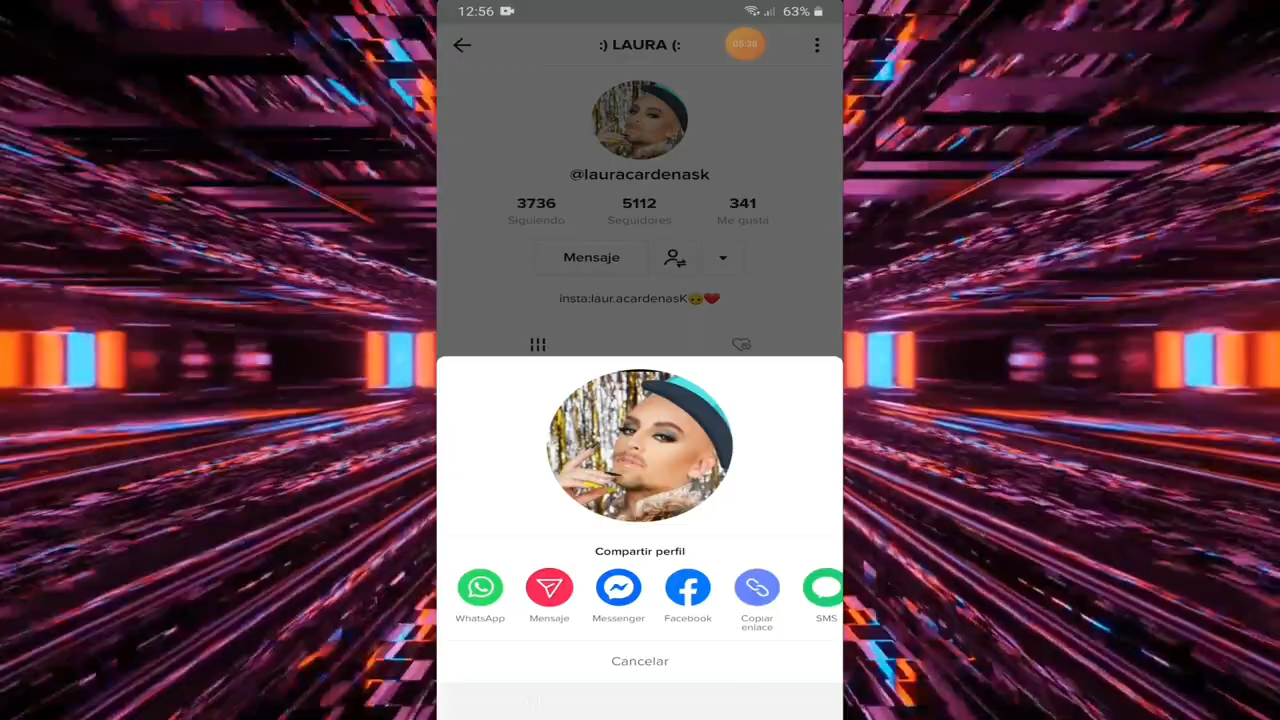 12:56
63%
:) LAURA (:
05:38
@lauracardenask
3736 5112 341
Siguiendo Seguidores Me gusta
Mensaje
insta:laur.acardenasK🥺❤️
Compartir perfil
WhatsApp Mensaje Messenger Facebook Copiar enlace SMS
Cancelar